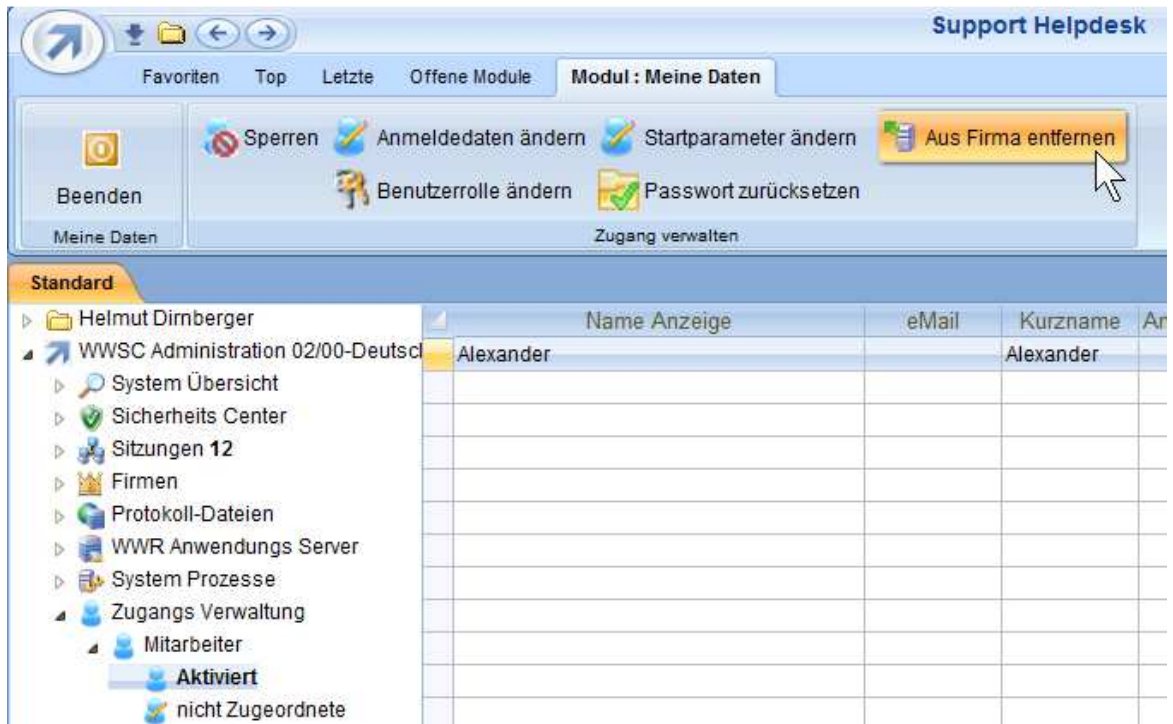 Support Helpdesk
Favoriten Top Letzte Offene Module Modul : Meine Daten
Sperren Anmeldedaten ändern Startparameter ändern Aus Firma entfernen
Beenden Benutzerrolle ändern Passwort zurücksetzen
Meine Daten Zugang verwalten
Standard
Helmut Dirnberger Name Anzeige eMail Kurzname An
WWSC Administration 02/00-Deutscl Alexander Alexander
System Übersicht
Sicherheits Center
Sitzungen 12
Firmen
Protokoll-Dateien
WWR Anwendungs Server
System Prozesse
Zugangs Verwaltung
Mitarbeiter
Aktiviert
nicht Zugeordnete